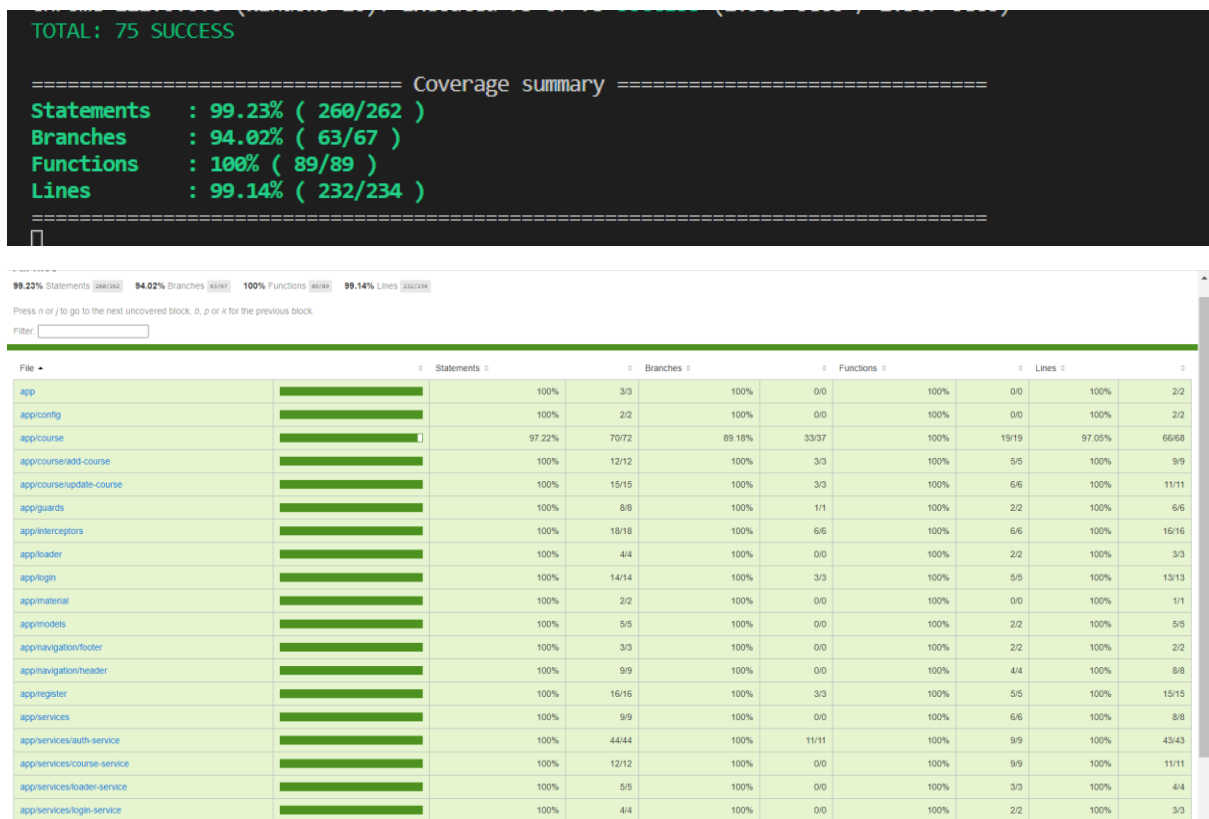 TOTAL: 75 SUCCESS
=============================== Coverage summary ===============================
Statements   : 99.23% ( 260/262 )
Branches     : 94.02% ( 63/67 )
Functions    : 100% ( 89/89 )
Lines        : 99.14% ( 232/234 )
================================================================================
99.23% Statements 260/262 94.02% Branches 63/67 100% Functions 89/89 99.14% Lines 232/234
Press n or j to go to the next uncovered block, b, p or k for the previous block.
Filter:
File Statements Branches Functions Lines
app 100% 3/3 100% 0/0 100% 0/0 100% 2/2
app/config 100% 2/2 100% 0/0 100% 0/0 100% 2/2
app/course 97.22% 70/72 89.18% 33/37 100% 19/19 97.05% 66/68
app/course/add-course 100% 12/12 100% 3/3 100% 5/5 100% 9/9
app/course/update-course 100% 15/15 100% 3/3 100% 6/6 100% 11/11
app/guards 100% 8/8 100% 1/1 100% 2/2 100% 6/6
app/interceptors 100% 18/18 100% 6/6 100% 6/6 100% 16/16
app/loader 100% 4/4 100% 0/0 100% 2/2 100% 3/3
app/login 100% 14/14 100% 3/3 100% 5/5 100% 13/13
app/material 100% 2/2 100% 0/0 100% 0/0 100% 1/1
app/models 100% 5/5 100% 0/0 100% 2/2 100% 5/5
app/navigation/footer 100% 3/3 100% 0/0 100% 2/2 100% 2/2
app/navigation/header 100% 9/9 100% 0/0 100% 4/4 100% 8/8
app/register 100% 16/16 100% 3/3 100% 5/5 100% 15/15
app/services 100% 9/9 100% 0/0 100% 6/6 100% 8/8
app/services/auth-service 100% 44/44 100% 11/11 100% 9/9 100% 43/43
app/services/course-service 100% 12/12 100% 0/0 100% 9/9 100% 11/11
app/services/loader-service 100% 5/5 100% 0/0 100% 3/3 100% 4/4
app/services/login-service 100% 4/4 100% 0/0 100% 2/2 100% 3/3